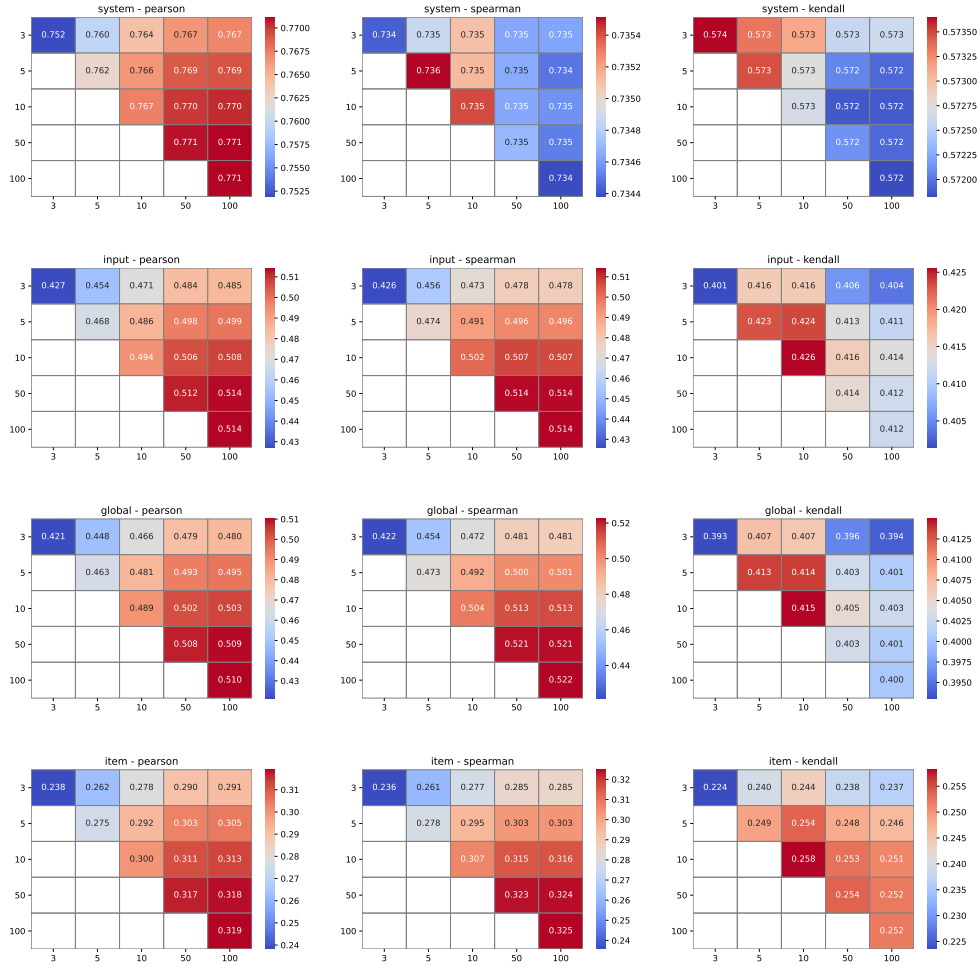 system - pearson
3 0.752 0.760 0.764 0.767 0.767
5 0.762 0.766 0.769 0.769
10 0.767 0.770 0.770
50 0.771 0.771
100 0.771
3 5 10 50 100
0.7700
0.7675
0.7650
0.7625
0.7600
0.7575
0.7550
0.7525
system - spearman
3 0.734 0.735 0.735 0.735 0.735
5 0.736 0.735 0.735 0.734
10 0.735 0.735 0.735
50 0.735 0.735
100 0.734
3 5 10 50 100
0.7354
0.7352
0.7350
0.7348
0.7346
0.7344
system - kendall
3 0.574 0.573 0.573 0.573 0.573
5 0.573 0.573 0.572 0.572
10 0.573 0.572 0.572
50 0.572 0.572
100 0.572
3 5 10 50 100
0.57350
0.57325
0.57300
0.57275
0.57250
0.57225
0.57200
input - pearson
3 0.427 0.454 0.471 0.484 0.485
5 0.468 0.486 0.498 0.499
10 0.494 0.506 0.508
50 0.512 0.514
100 0.514
3 5 10 50 100
0.51
0.50
0.49
0.48
0.47
0.46
0.45
0.44
0.43
input - spearman
3 0.426 0.456 0.473 0.478 0.478
5 0.474 0.491 0.496 0.496
10 0.502 0.507 0.507
50 0.514 0.514
100 0.514
3 5 10 50 100
0.51
0.50
0.49
0.48
0.47
0.46
0.45
0.44
0.43
input - kendall
3 0.401 0.416 0.416 0.406 0.404
5 0.423 0.424 0.413 0.411
10 0.426 0.416 0.414
50 0.414 0.412
100 0.412
3 5 10 50 100
0.425
0.420
0.415
0.410
0.405
global - pearson
3 0.421 0.448 0.466 0.479 0.480
5 0.463 0.481 0.493 0.495
10 0.489 0.502 0.503
50 0.508 0.509
100 0.510
3 5 10 50 100
0.51
0.50
0.49
0.48
0.47
0.46
0.45
0.44
0.43
global - spearman
3 0.422 0.454 0.472 0.481 0.481
5 0.473 0.492 0.500 0.501
10 0.504 0.513 0.513
50 0.521 0.521
100 0.522
3 5 10 50 100
0.52
0.50
0.48
0.46
0.44
global - kendall
3 0.393 0.407 0.407 0.396 0.394
5 0.413 0.414 0.403 0.401
10 0.415 0.405 0.403
50 0.403 0.401
100 0.400
3 5 10 50 100
0.4125
0.4100
0.4075
0.4050
0.4025
0.4000
0.3975
0.3950
item - pearson
3 0.238 0.262 0.278 0.290 0.291
5 0.275 0.292 0.303 0.305
10 0.300 0.311 0.313
50 0.317 0.318
100 0.319
3 5 10 50 100
0.31
0.30
0.29
0.28
0.27
0.26
0.25
0.24
item - spearman
3 0.236 0.261 0.277 0.285 0.285
5 0.278 0.295 0.303 0.303
10 0.307 0.315 0.316
50 0.323 0.324
100 0.325
3 5 10 50 100
0.32
0.31
0.30
0.29
0.28
0.27
0.26
0.25
0.24
item - kendall
3 0.224 0.240 0.244 0.238 0.237
5 0.249 0.254 0.248 0.246
10 0.258 0.253 0.251
50 0.254 0.252
100 0.252
3 5 10 50 100
0.255
0.250
0.245
0.240
0.235
0.230
0.225